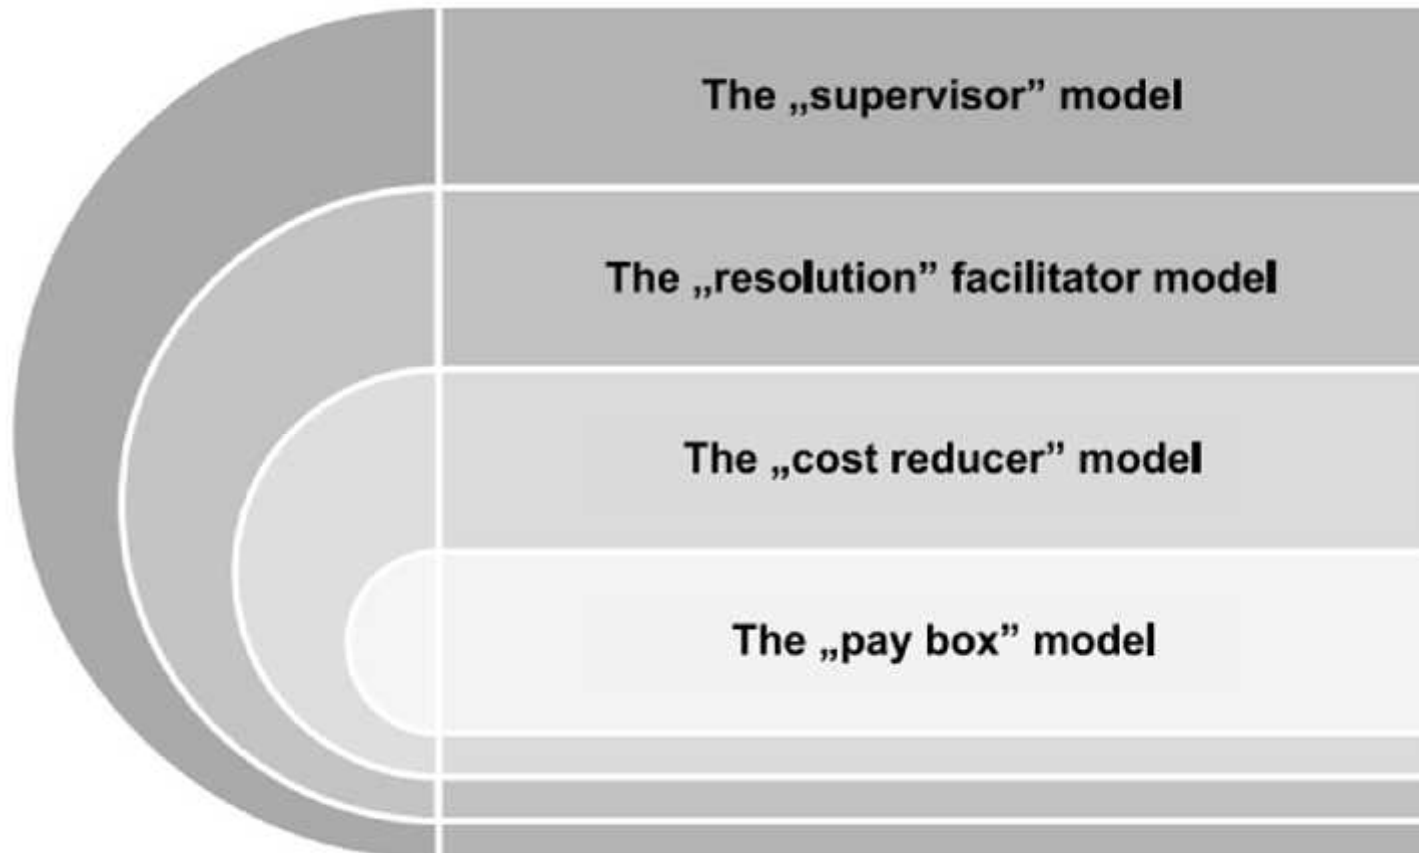 The „supervisor” model
The „resolution” facilitator model
The „cost reducer” model
The „pay box” model